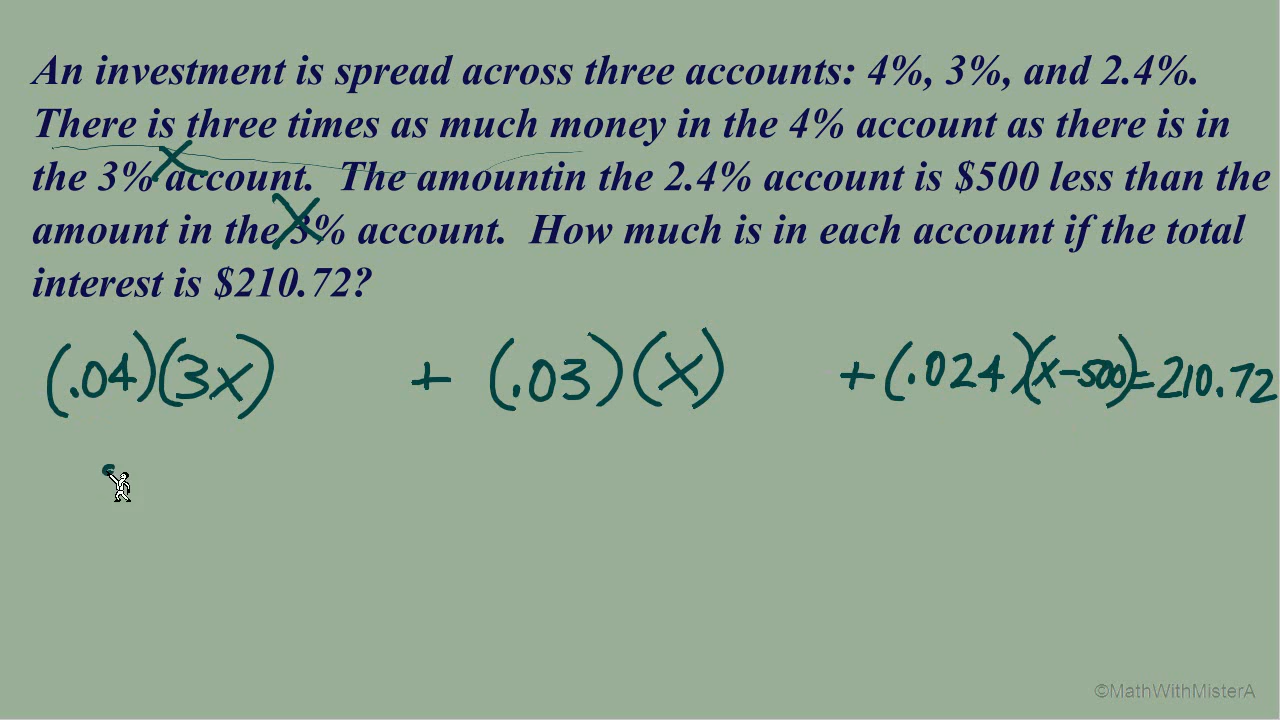 An investment is spread across three accounts: 4%, 3%, and 2.4%.
There is three times as much money in the 4% account as there is in
the 3% account. The amountin the 2.4% account is $500 less than the
amount in the 3% account. How much is in each account if the total
interest is $210.72?
X
X
(.04)(3X) + (.03)(X) + (.024)(X-500)=210.72
©MathWithMisterA